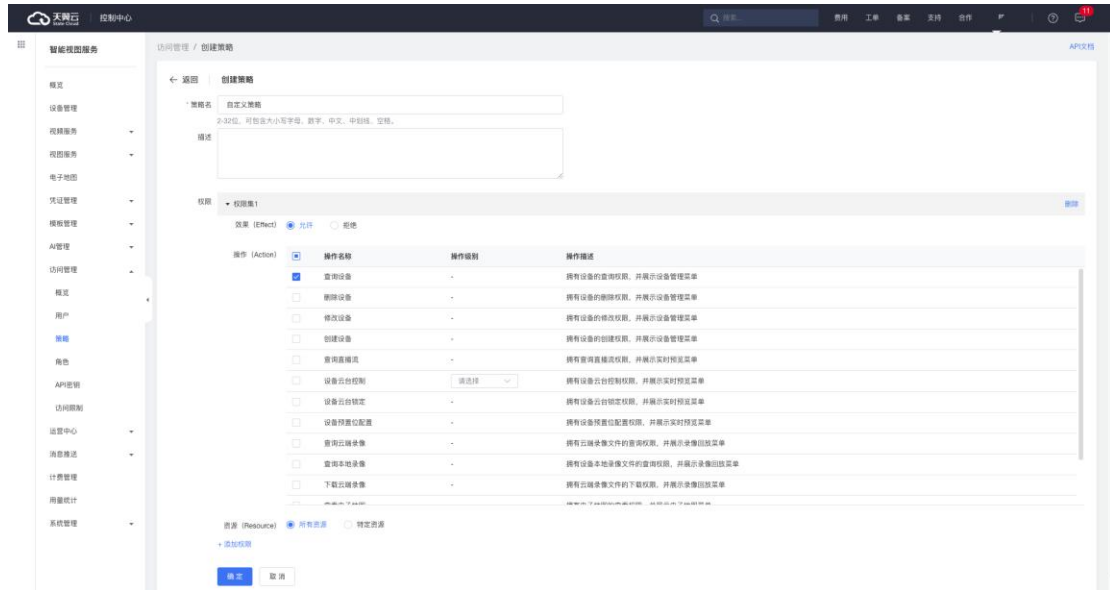 天翼云 控制中心 搜索... 费用 工单 备案 支持 合作 11
State Cloud
智能视图服务 访问管理 / 创建策略 API文档
概览
设备管理
视频服务
视图服务
电子地图
凭证管理
模板管理
AI管理
访问管理
概览
用户
策略
角色
API密钥
访问限制
运营中心
消息推送
计费管理
用量统计
系统管理
← 返回 创建策略
* 策略名 自定义策略
2-32位，可包含大小写字母、数字、中文、中划线、空格。
描述
权限 权限集1 删除
效果 (Effect) 允许 拒绝
操作 (Action) 操作名称 操作级别 操作描述
查询设备 - 拥有设备的查询权限，并展示设备管理菜单
删除设备 - 拥有设备的删除权限，并展示设备管理菜单
修改设备 - 拥有设备的修改权限，并展示设备管理菜单
创建设备 - 拥有设备的创建权限，并展示设备管理菜单
查询直播流 - 拥有查询直播流权限，并展示实时预览菜单
设备云台控制 请选择 拥有设备云台控制权限，并展示实时预览菜单
设备云台锁定 - 拥有设备云台锁定权限，并展示实时预览菜单
设备预置位配置 - 拥有设备预置位配置权限，并展示实时预览菜单
查询云端录像 - 拥有云端录像文件的查询权限，并展示录像回放菜单
查询本地录像 - 拥有设备本地录像文件的查询权限，并展示录像回放菜单
下载云端录像 - 拥有云端录像文件的下载权限，并展示录像回放菜单
资源 (Resource) 所有资源 特定资源
+ 添加权限
确定 取消